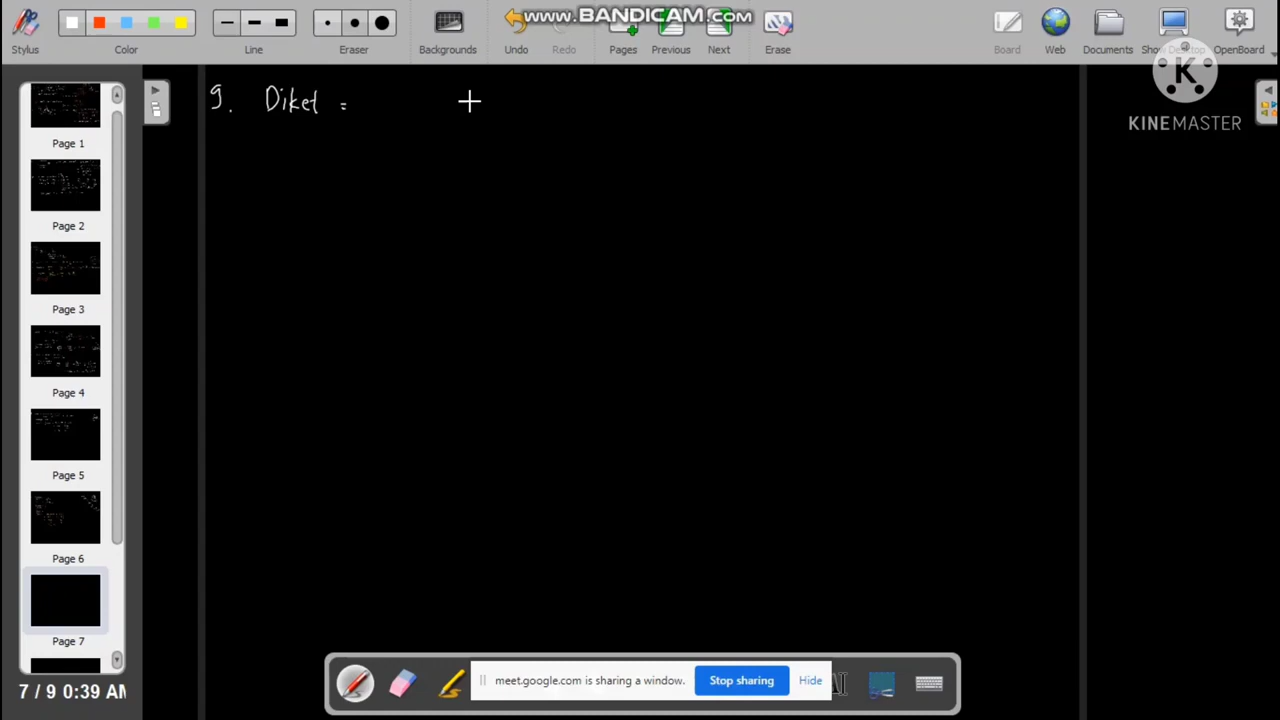 www.BANDICAM.com
Stylus
Color
Line
Eraser
Backgrounds
Undo
Redo
Pages
Previous
Next
Erase
Board
Web
Documents
Show Desktop
OpenBoard
K
KINEMASTER
9. Diket =
Page 1
Page 2
Page 3
Page 4
Page 5
Page 6
Page 7
7 / 9 0:39 AM
meet.google.com is sharing a window.
Stop sharing
Hide